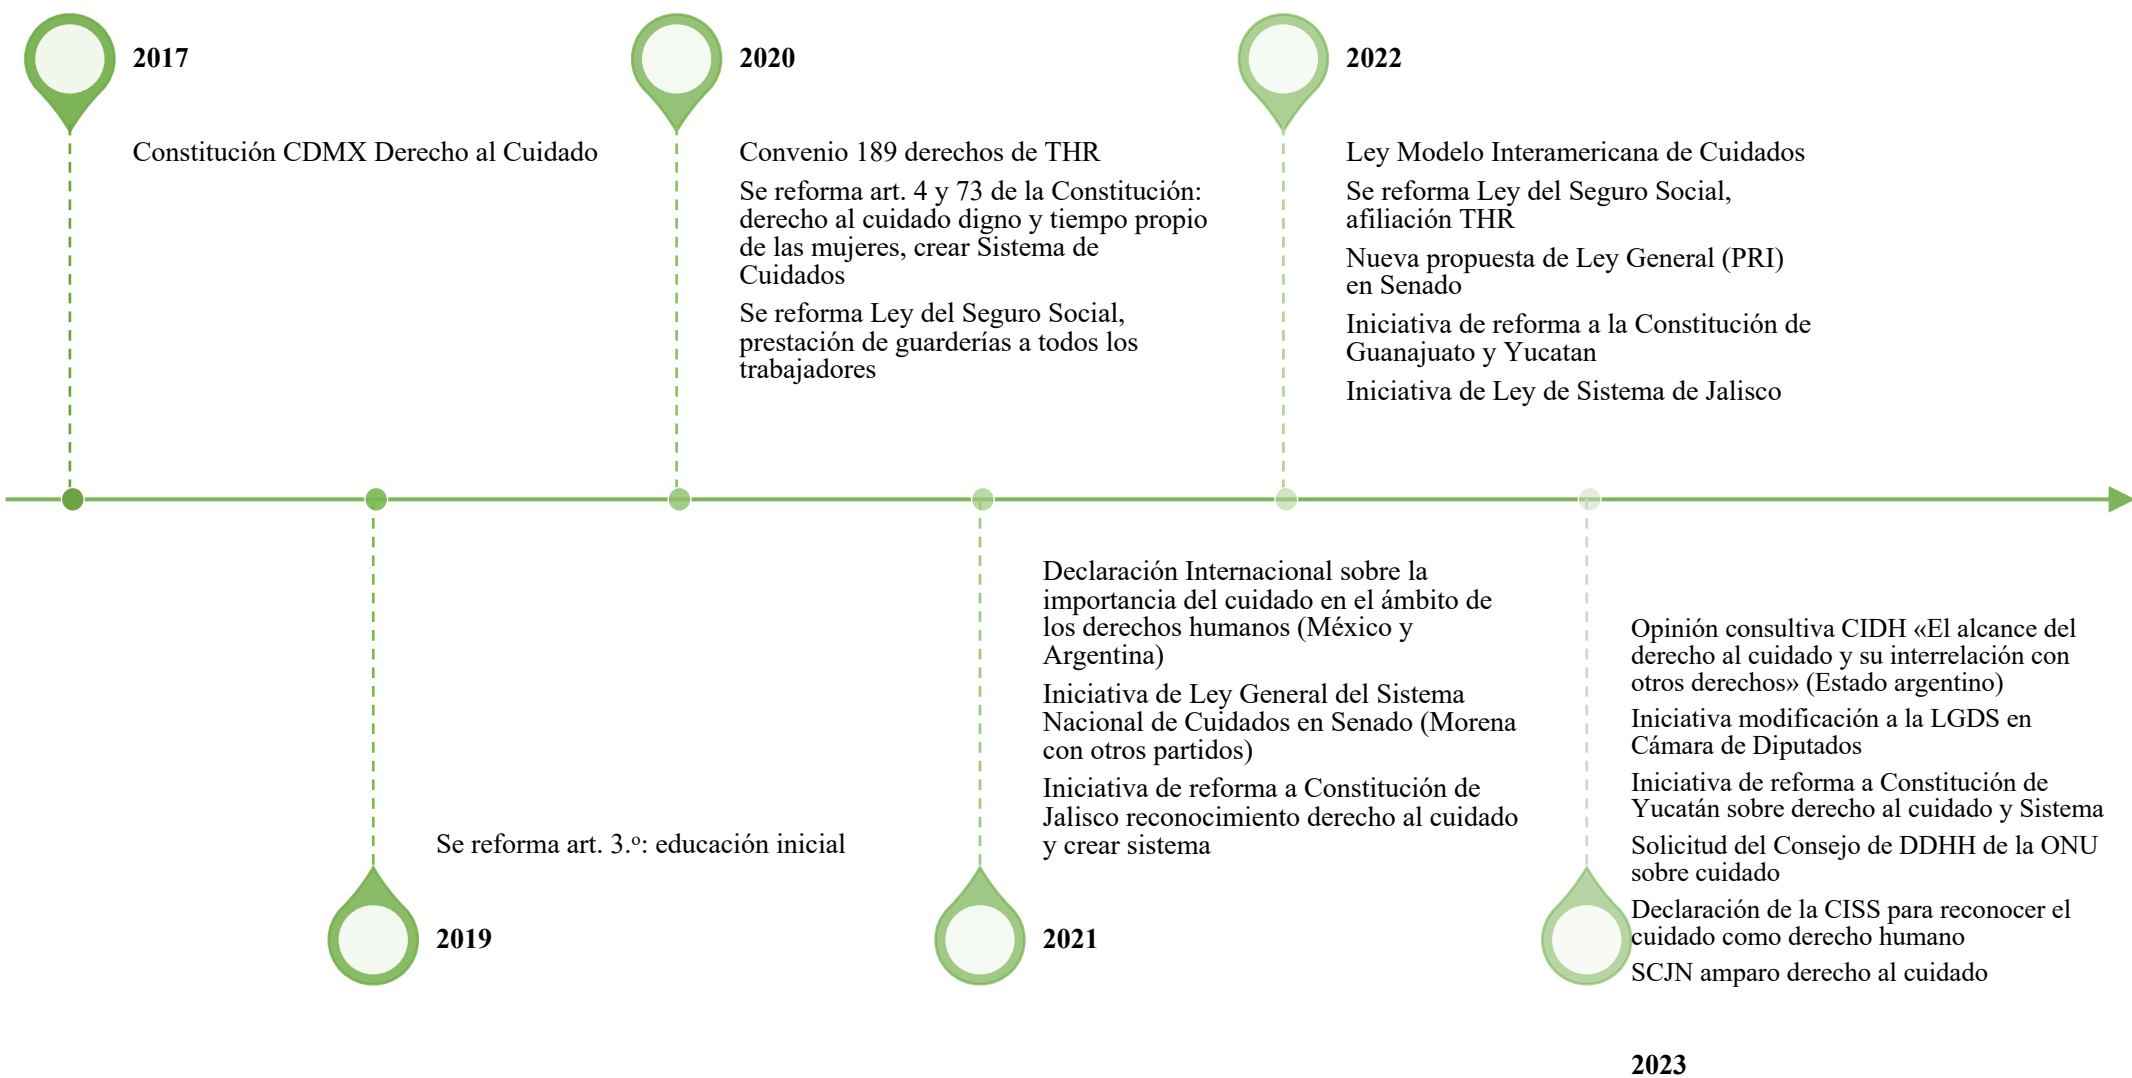 2017
Constitución CDMX Derecho al Cuidado
2020
Convenio 189 derechos de THR
Se reforma art. 4 y 73 de la Constitución:
derecho al cuidado digno y tiempo propio
de las mujeres, crear Sistema de
Cuidados
Se reforma Ley del Seguro Social,
prestación de guarderías a todos los
trabajadores
2022
Ley Modelo Interamericana de Cuidados
Se reforma Ley del Seguro Social,
afiliación THR
Nueva propuesta de Ley General (PRI)
en Senado
Iniciativa de reforma a la Constitución de
Guanajuato y Yucatan
Iniciativa de Ley de Sistema de Jalisco
Se reforma art. 3.º: educación inicial
2019
Declaración Internacional sobre la
importancia del cuidado en el ámbito de
los derechos humanos (México y
Argentina)
Iniciativa de Ley General del Sistema
Nacional de Cuidados en Senado (Morena
con otros partidos)
Iniciativa de reforma a Constitución de
Jalisco reconocimiento derecho al cuidado
y crear sistema
2021
Opinión consultiva CIDH «El alcance del
derecho al cuidado y su interrelación con
otros derechos» (Estado argentino)
Iniciativa modificación a la LGDS en
Cámara de Diputados
Iniciativa de reforma a Constitución de
Yucatán sobre derecho al cuidado y Sistema
Solicitud del Consejo de DDHH de la ONU
sobre cuidado
Declaración de la CISS para reconocer el
cuidado como derecho humano
SCJN amparo derecho al cuidado
2023